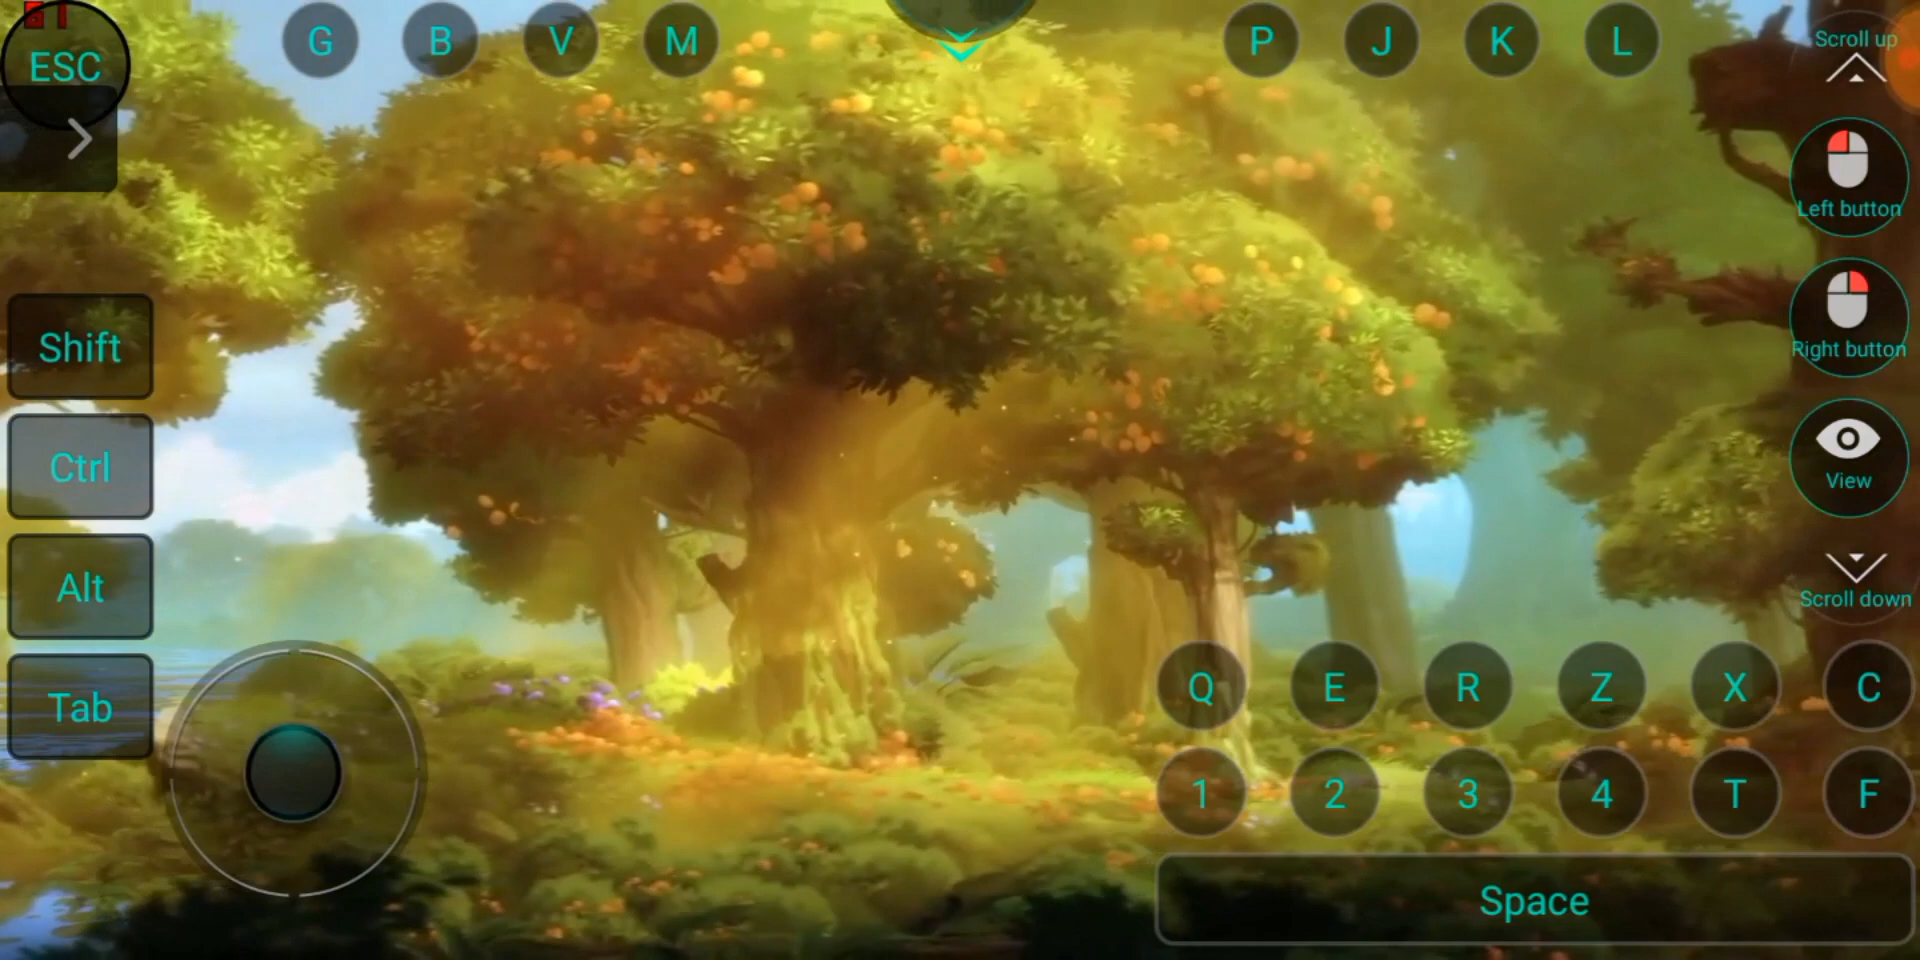 61
ESC
G B V M
P J K L
Scroll up
Left button
Shift
Right button
Ctrl
View
Alt
Scroll down
Tab
Q E R Z X C
1 2 3 4 T F
Space